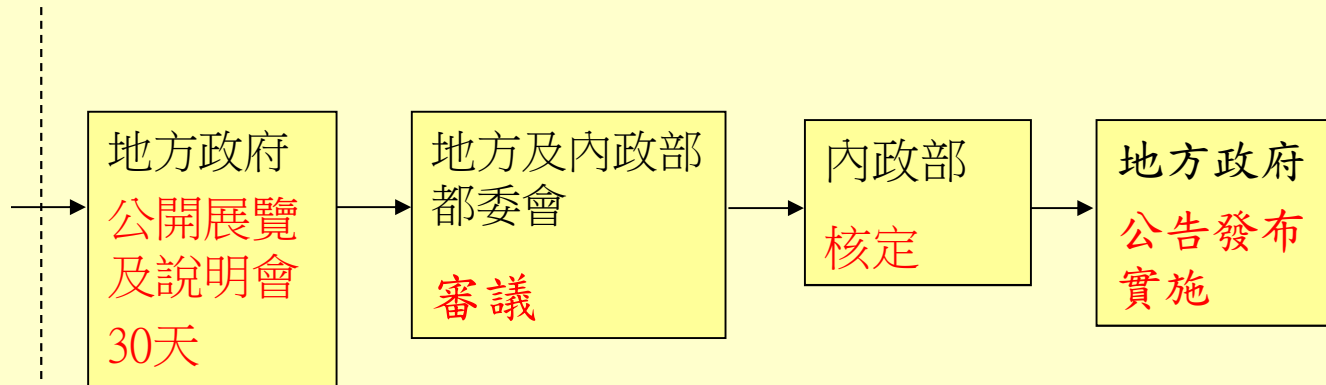 地方政府
公開展覽
及說明會
30天
地方及內政部
都委會
審議
內政部
核定
地方政府
公告發布
實施